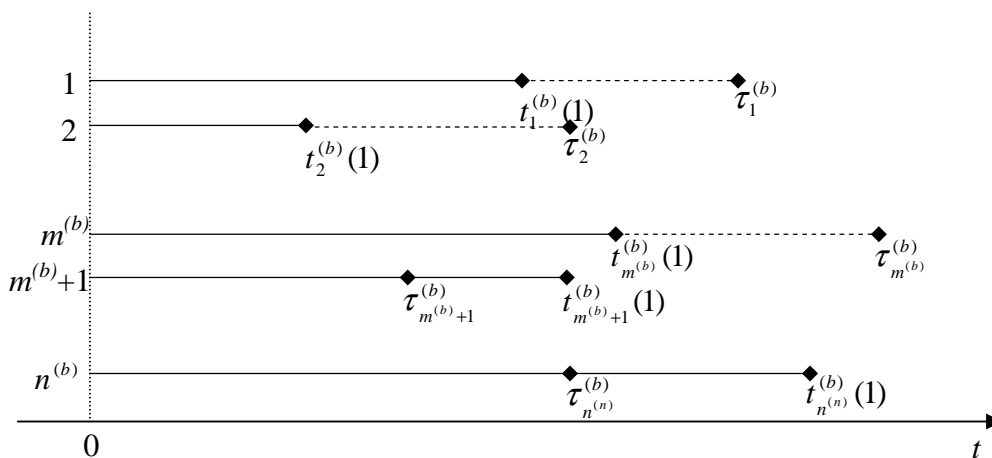 1
t_1^{(b)}(1)
τ_1^{(b)}
2
t_2^{(b)}(1)
τ_2^{(b)}
m^{(b)}
t_{m^{(b)}}^{(b)}(1)
τ_{m^{(b)}}^{(b)}
m^{(b)}+1
τ_{m^{(b)}+1}^{(b)}
t_{m^{(b)}+1}^{(b)}(1)
n^{(b)}
τ_{n^{(n)}}^{(b)}
t_{n^{(n)}}^{(b)}(1)
0
t